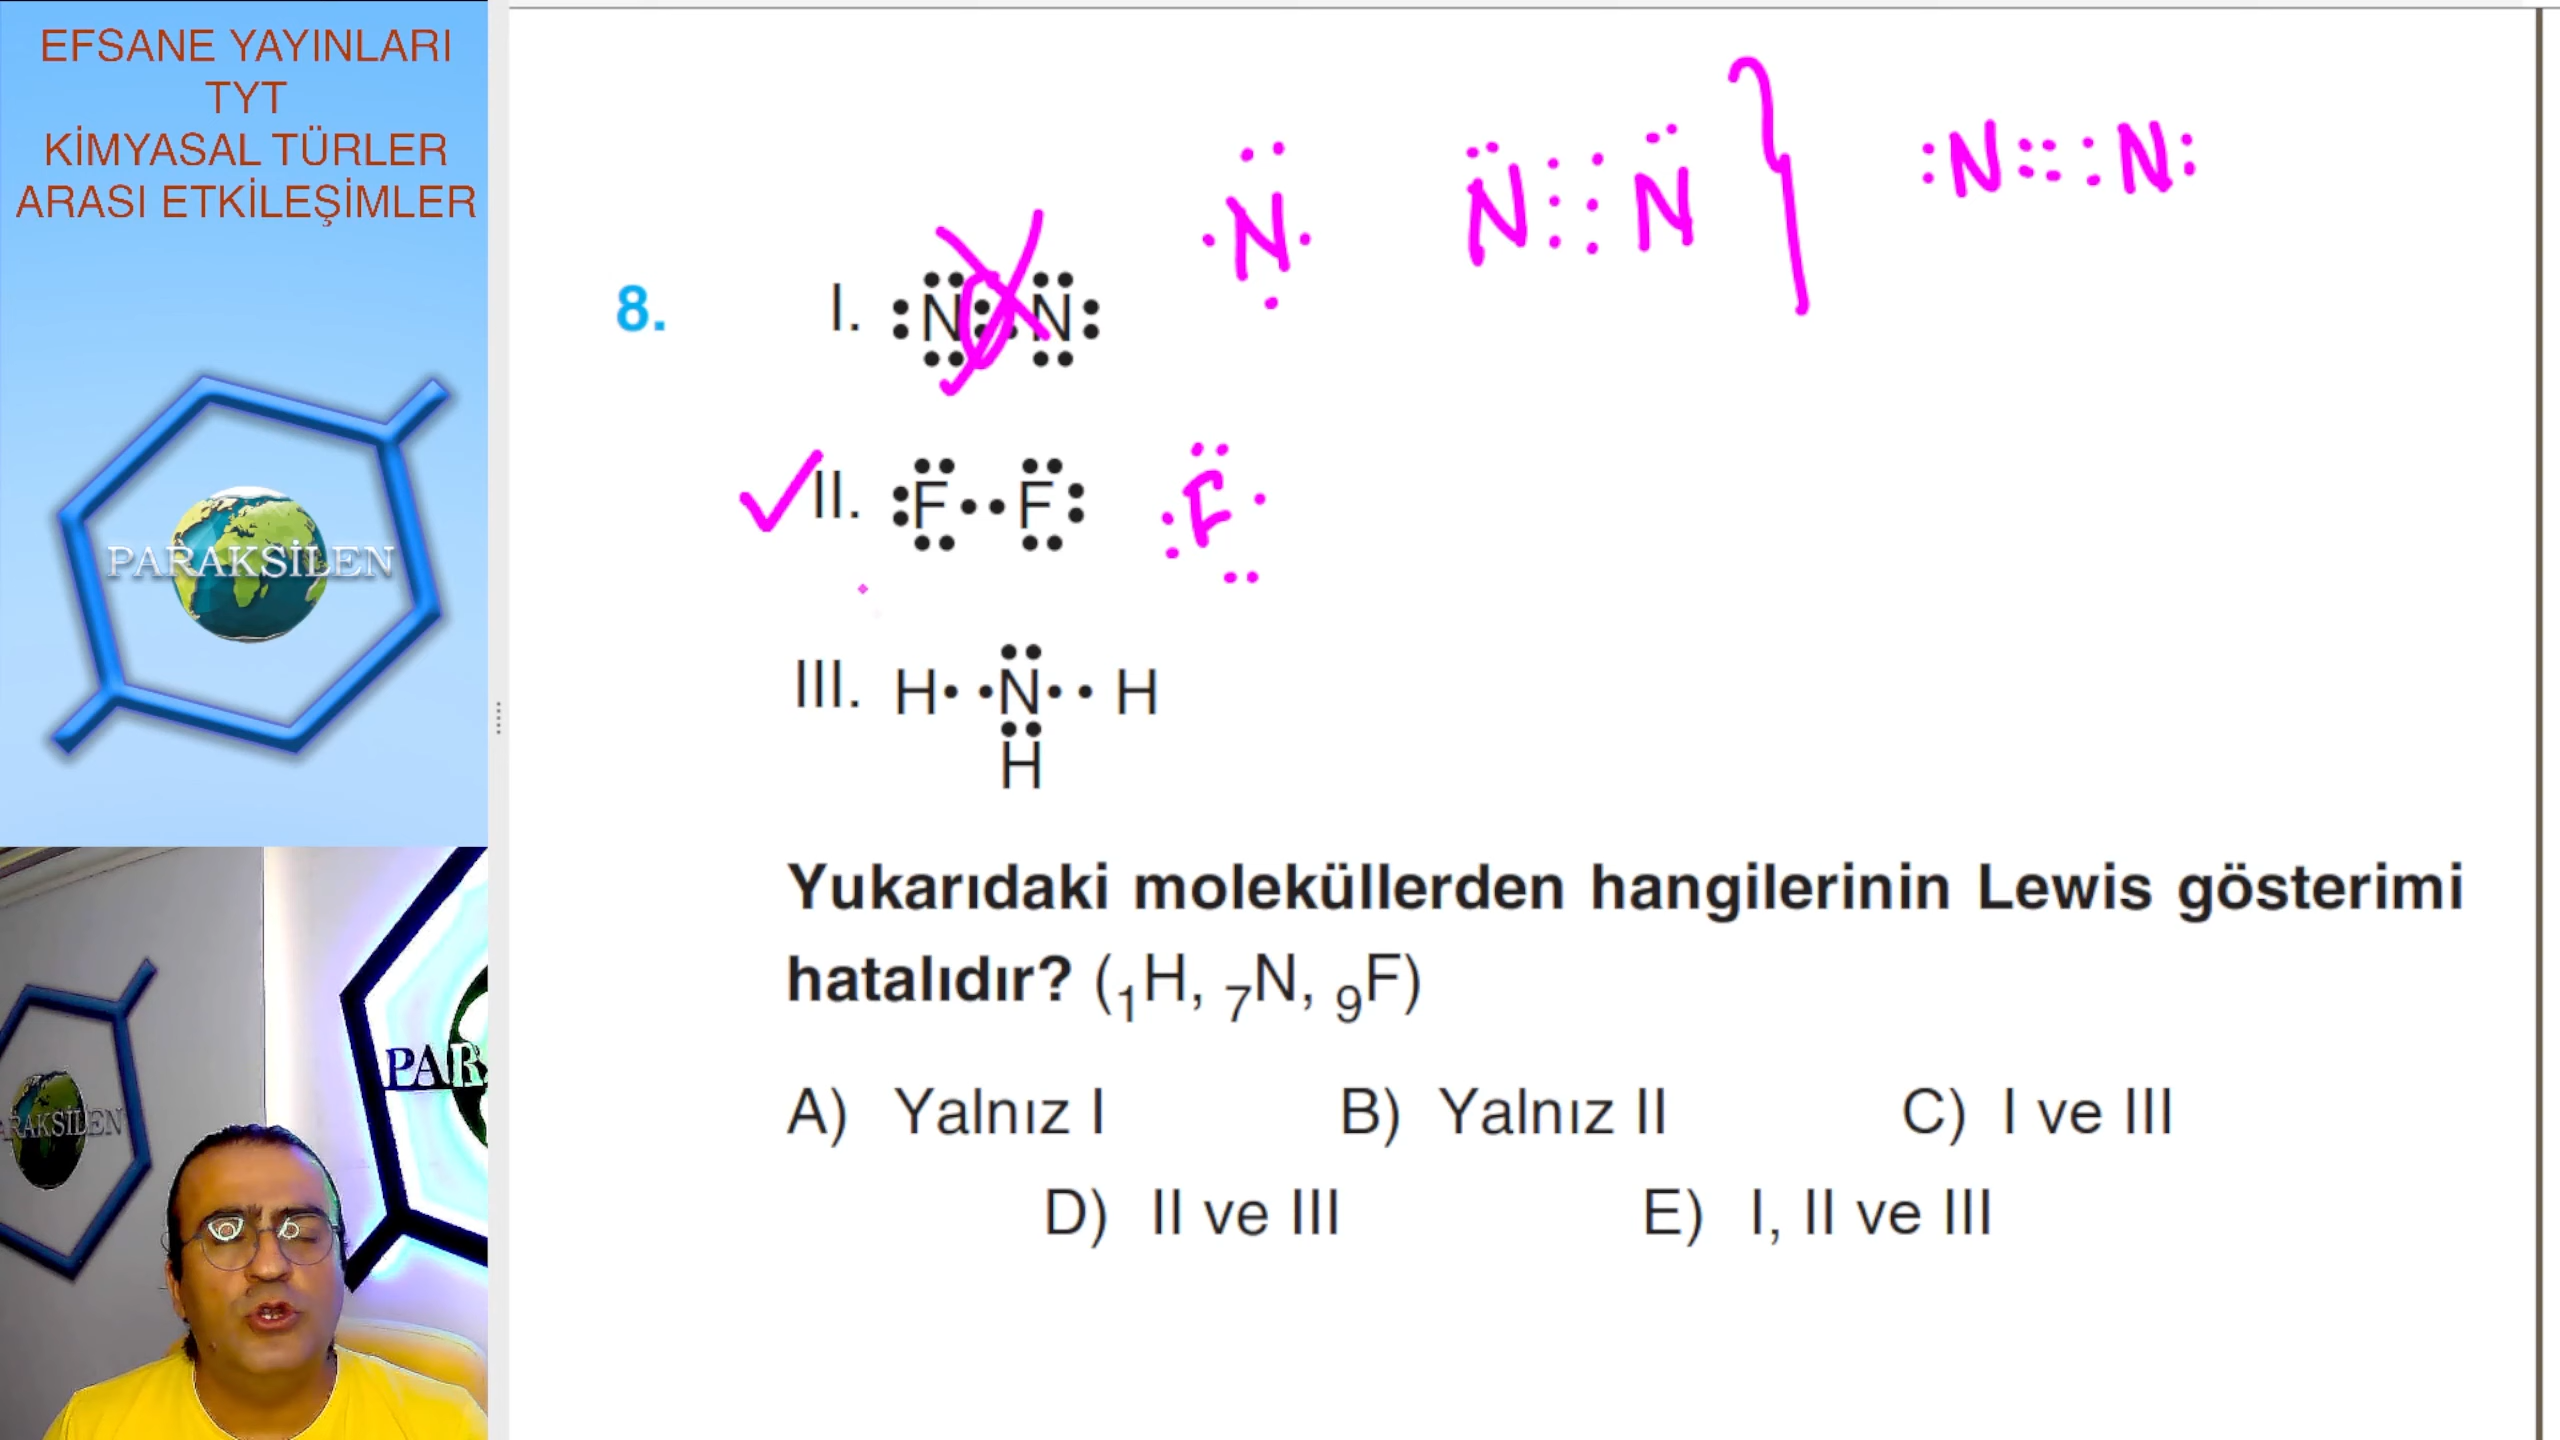 EFSANE YAYINLARI
TYT
KİMYASAL TÜRLER
ARASI ETKİLEŞİMLER
PARAKSİLEN
PAR
RAKSİLEN
8.
I. :N::N:
N
N N
:N::::N:
II. :F••F:
F
III. H• •N• • H
H
Yukarıdaki moleküllerden hangilerinin Lewis gösterimi
hatalıdır? (₁H, ₇N, ₉F)
A) Yalnız I B) Yalnız II C) I ve III
D) II ve III E) I, II ve III